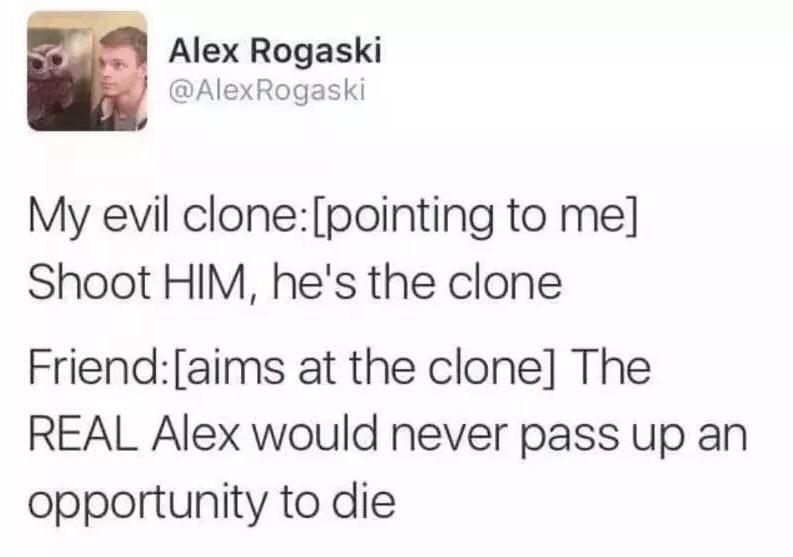 Alex Rogaski
@AlexRogaski
My evil clone:[pointing to me]
Shoot HIM, he's the clone
Friend:[aims at the clone] The
REAL Alex would never pass up an
opportunity to die